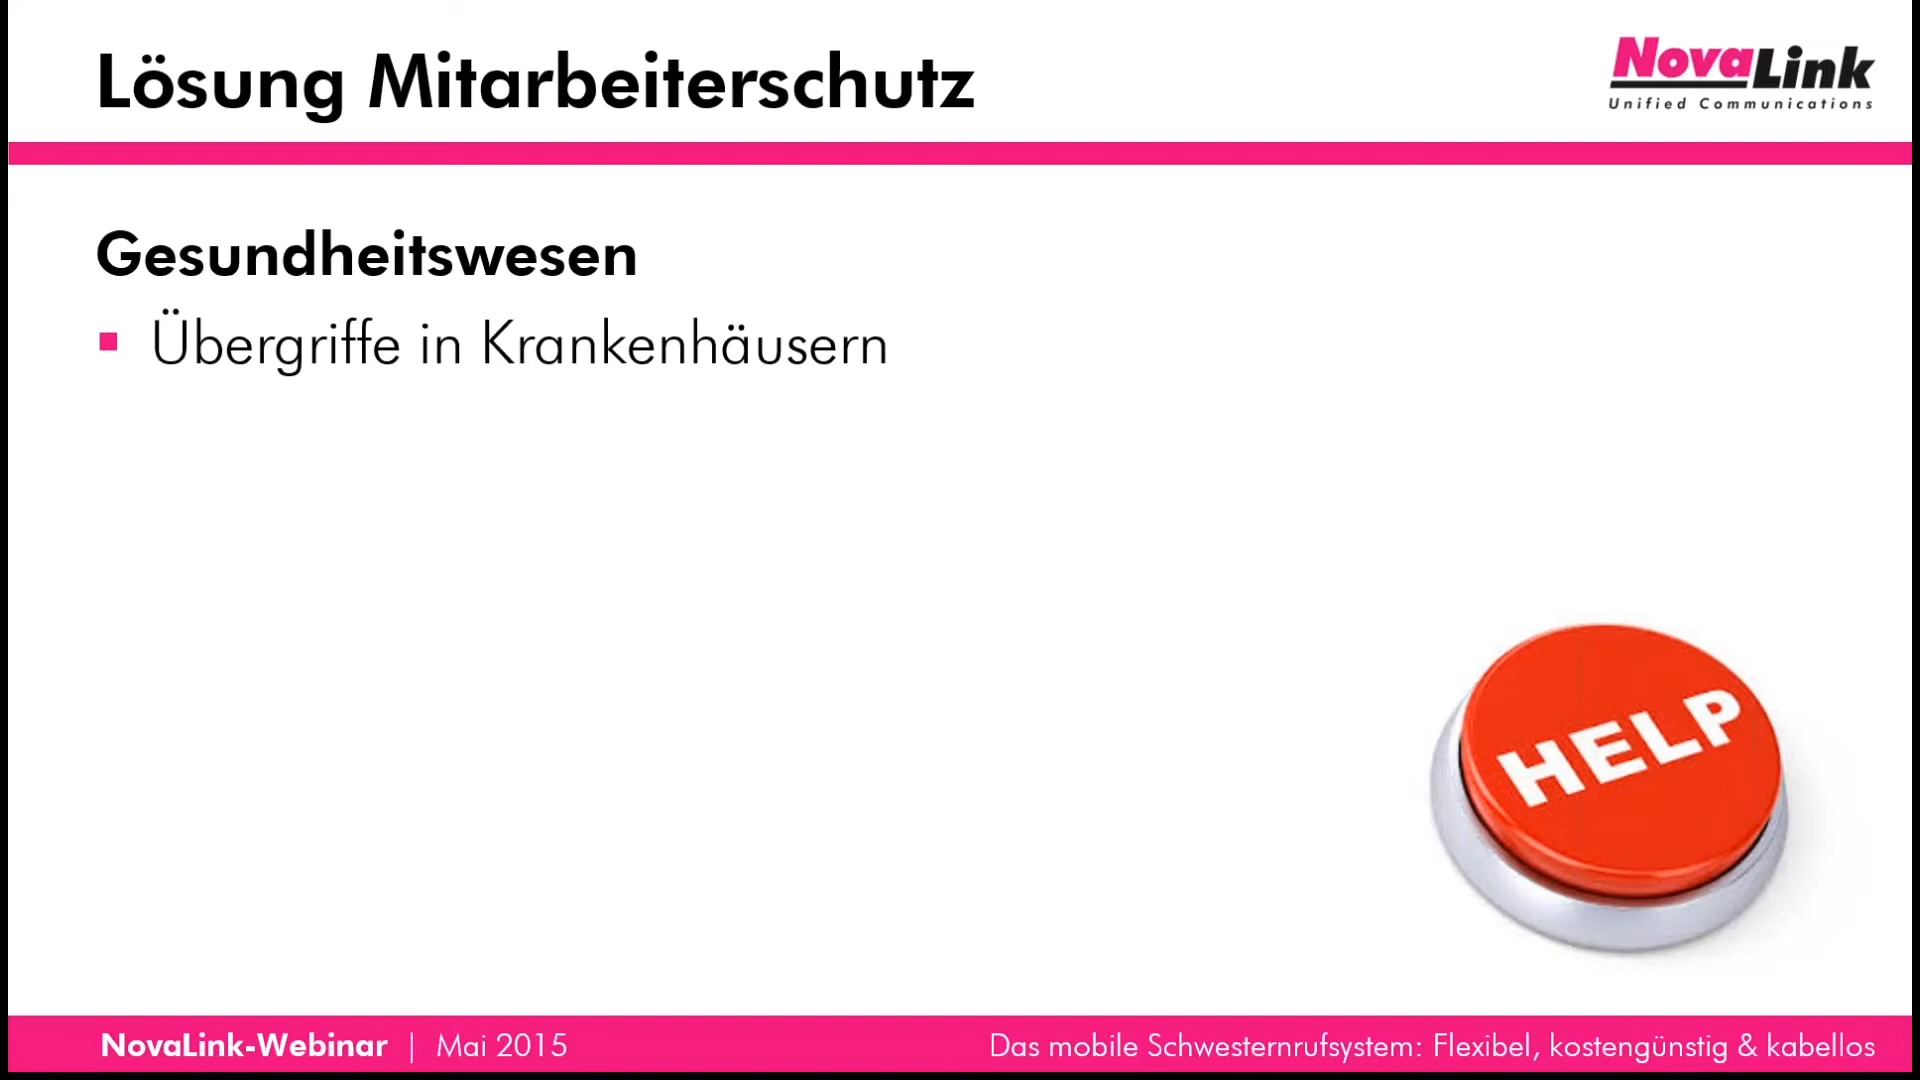 Lösung Mitarbeiterschutz
NovaLink
Unified Communications
Gesundheitswesen
Übergriffe in Krankenhäusern
HELP
NovaLink-Webinar | Mai 2015
Das mobile Schwesternrufsystem: Flexibel, kostengünstig & kabellos